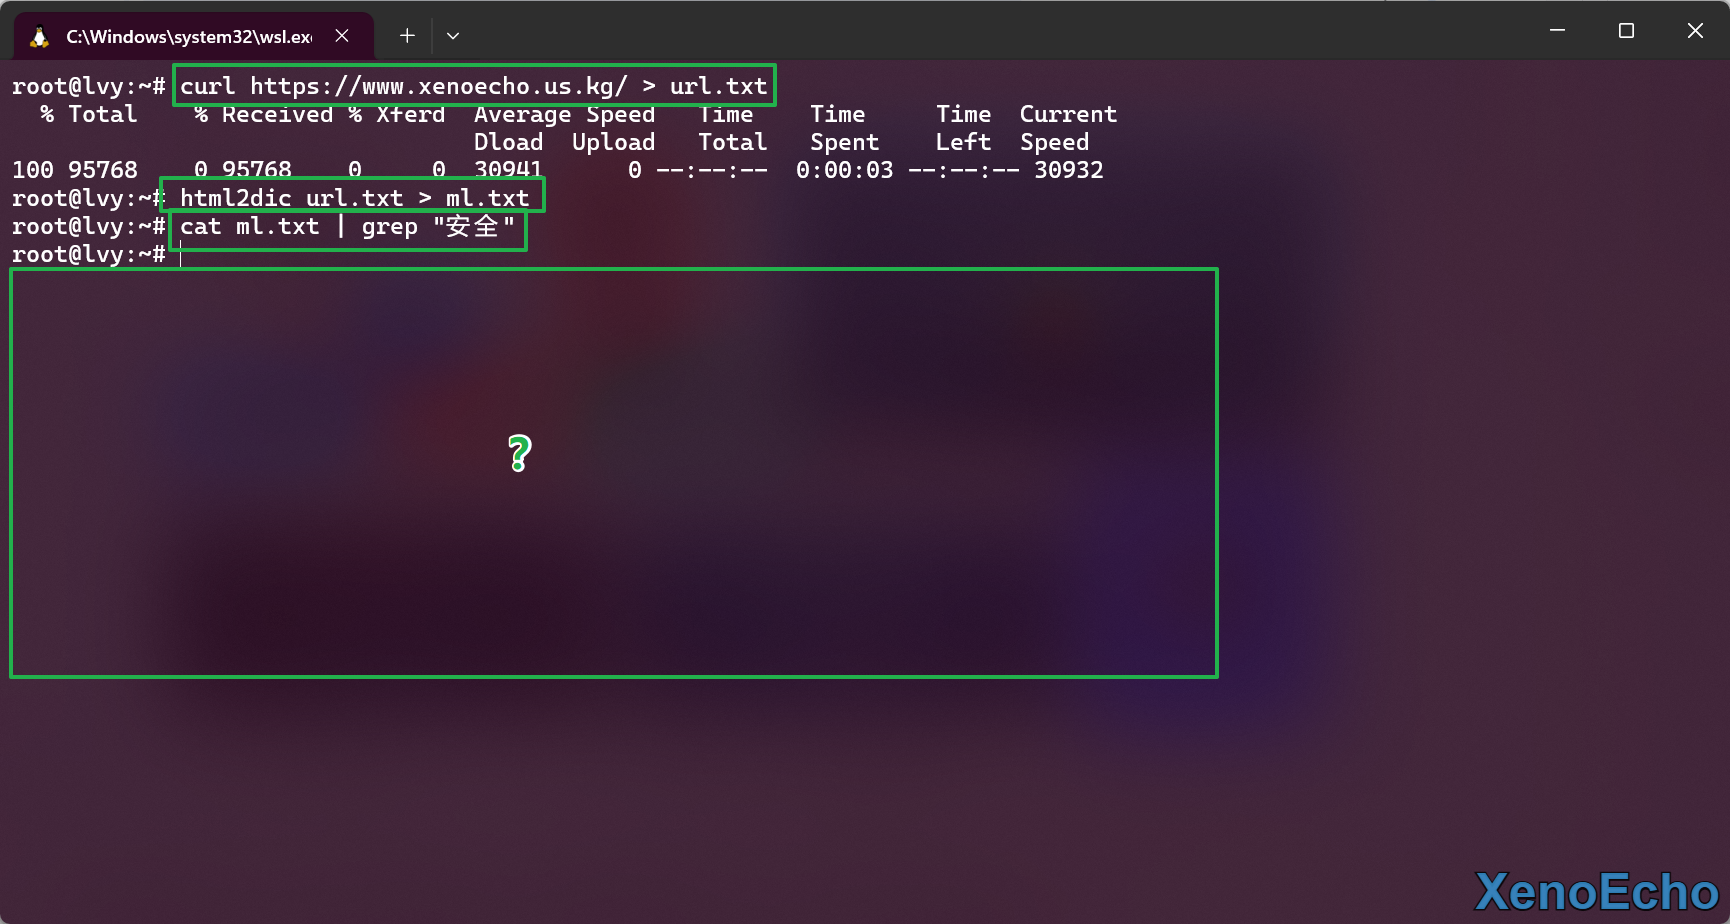 C:\Windows\system32\wsl.exe
root@lvy:~# curl https://www.xenoecho.us.kg/ > url.txt
  % Total    % Received % Xferd  Average Speed   Time    Time     Time  Current
                                 Dload  Upload   Total   Spent    Left  Speed
100 95768    0 95768    0     0  30941      0 --:--:--  0:00:03 --:--:-- 30932
root@lvy:~# html2dic url.txt > ml.txt
root@lvy:~# cat ml.txt | grep "安全"
root@lvy:~#
?
XenoEcho